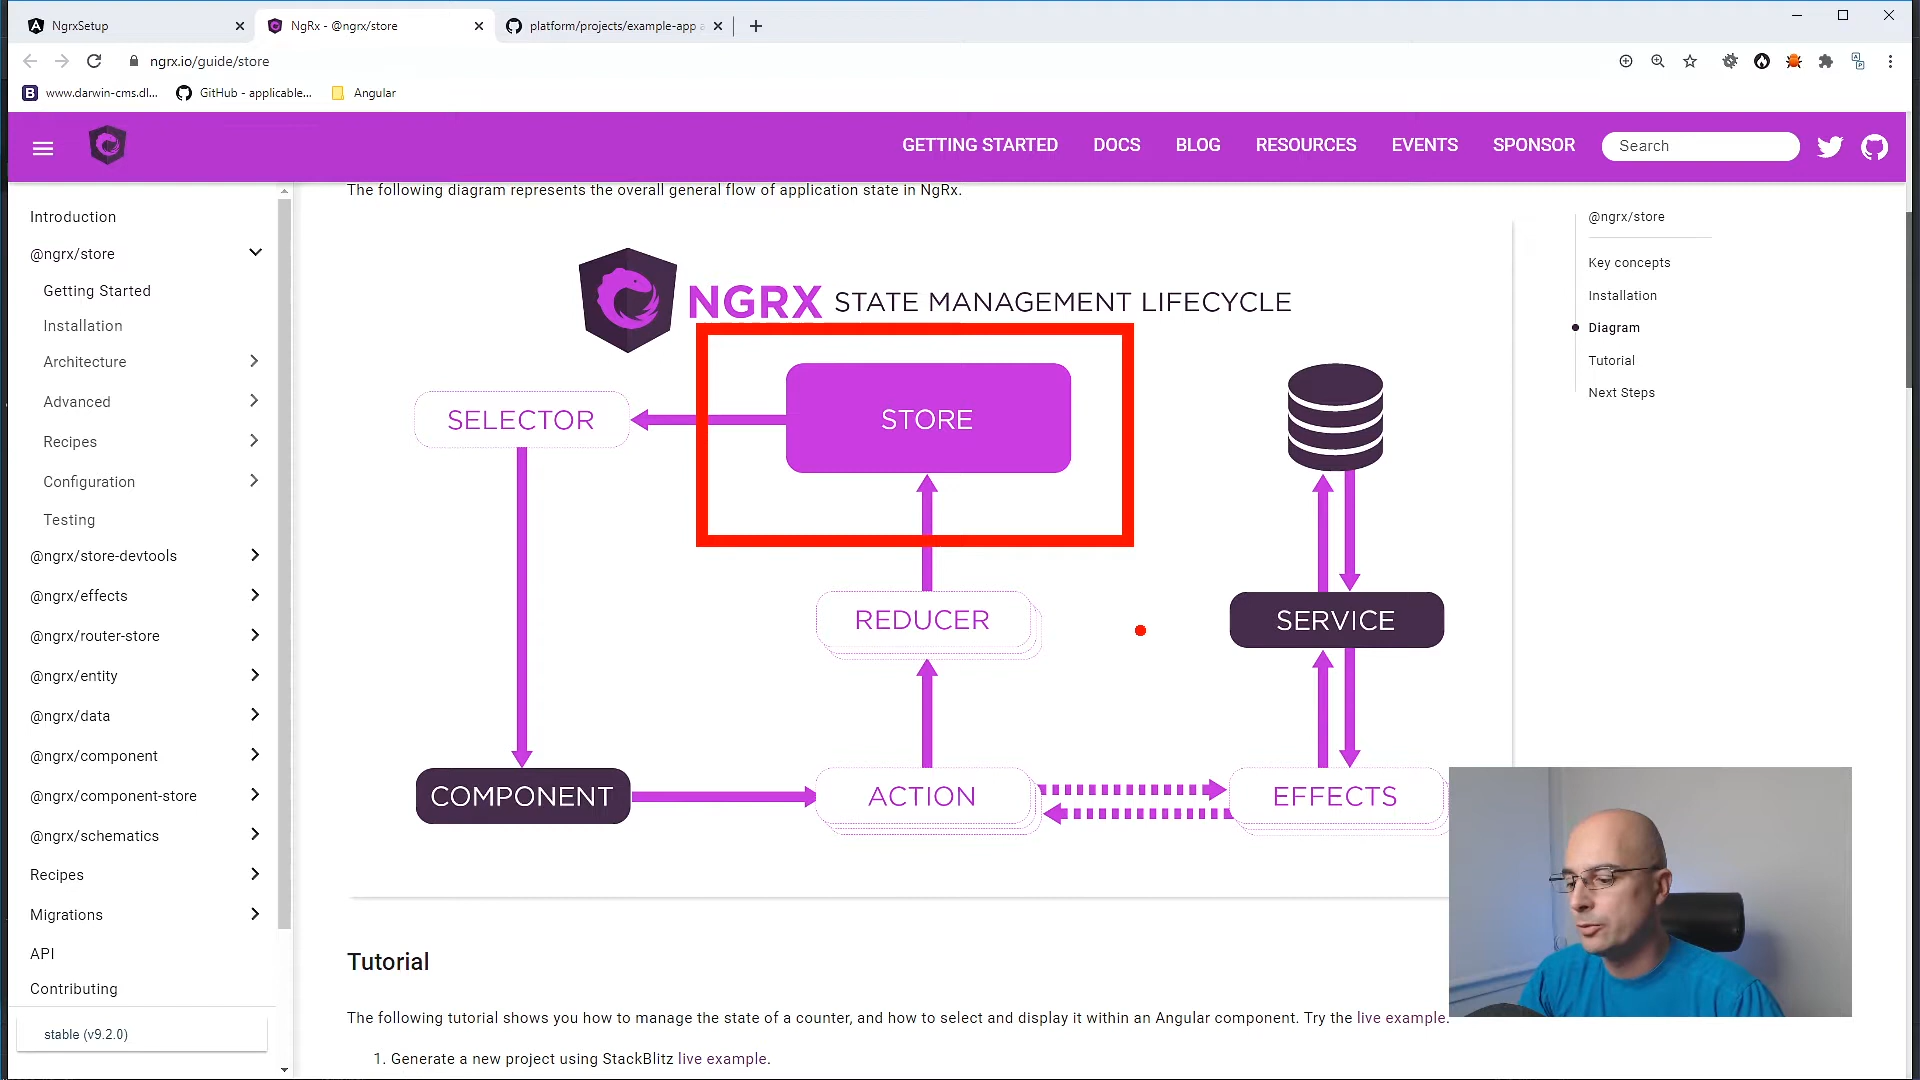 NgrxSetup
NgRx - @ngrx/store
platform/projects/example-app a
ngrx.io/guide/store
www.darwin-cms.dl...
GitHub - applicable...
Angular
GETTING STARTED
DOCS
BLOG
RESOURCES
EVENTS
SPONSOR
Search
Introduction
@ngrx/store
Getting Started
Installation
Architecture
Advanced
Recipes
Configuration
Testing
@ngrx/store-devtools
@ngrx/effects
@ngrx/router-store
@ngrx/entity
@ngrx/data
@ngrx/component
@ngrx/component-store
@ngrx/schematics
Recipes
Migrations
API
Contributing
stable (v9.2.0)
The following diagram represents the overall general flow of application state in NgRx.
NGRX STATE MANAGEMENT LIFECYCLE
SELECTOR
STORE
REDUCER
SERVICE
COMPONENT
ACTION
EFFECTS
Tutorial
The following tutorial shows you how to manage the state of a counter, and how to select and display it within an Angular component. Try the live example.
1. Generate a new project using StackBlitz live example.
@ngrx/store
Key concepts
Installation
Diagram
Tutorial
Next Steps